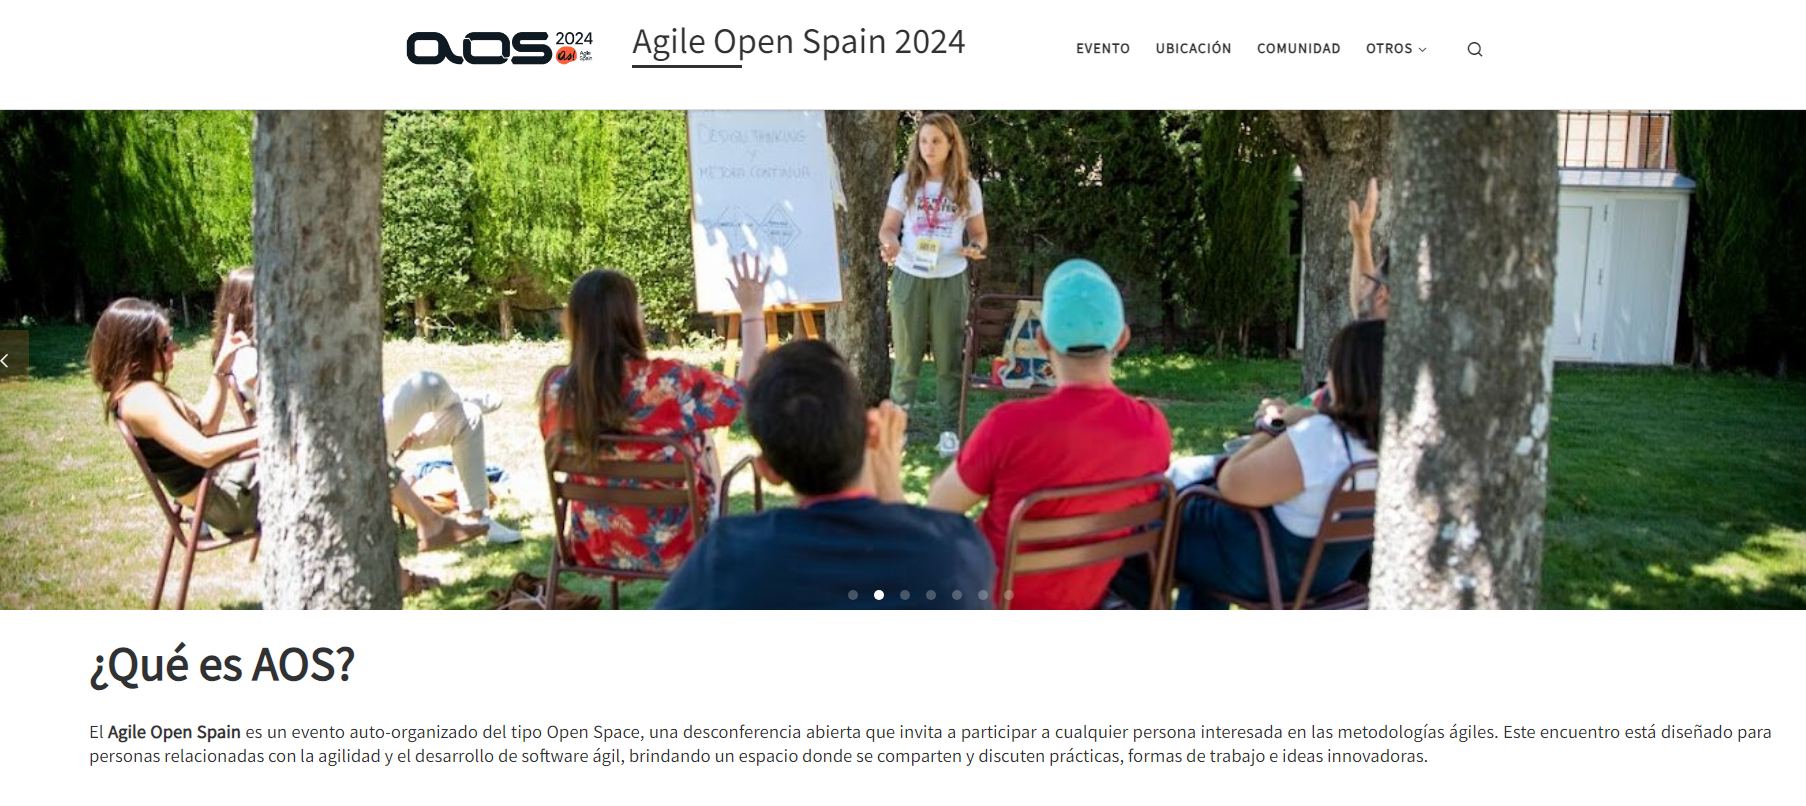 aos 2024
asi Agile Spain
Agile Open Spain 2024
EVENTO UBICACIÓN COMUNIDAD OTROS
DESIGN THINKING
Y
MEJORA CONTINUA
¿Qué es AOS?
El Agile Open Spain es un evento auto-organizado del tipo Open Space, una desconferencia abierta que invita a participar a cualquier persona interesada en las metodologías ágiles. Este encuentro está diseñado para
personas relacionadas con la agilidad y el desarrollo de software ágil, brindando un espacio donde se comparten y discuten prácticas, formas de trabajo e ideas innovadoras.